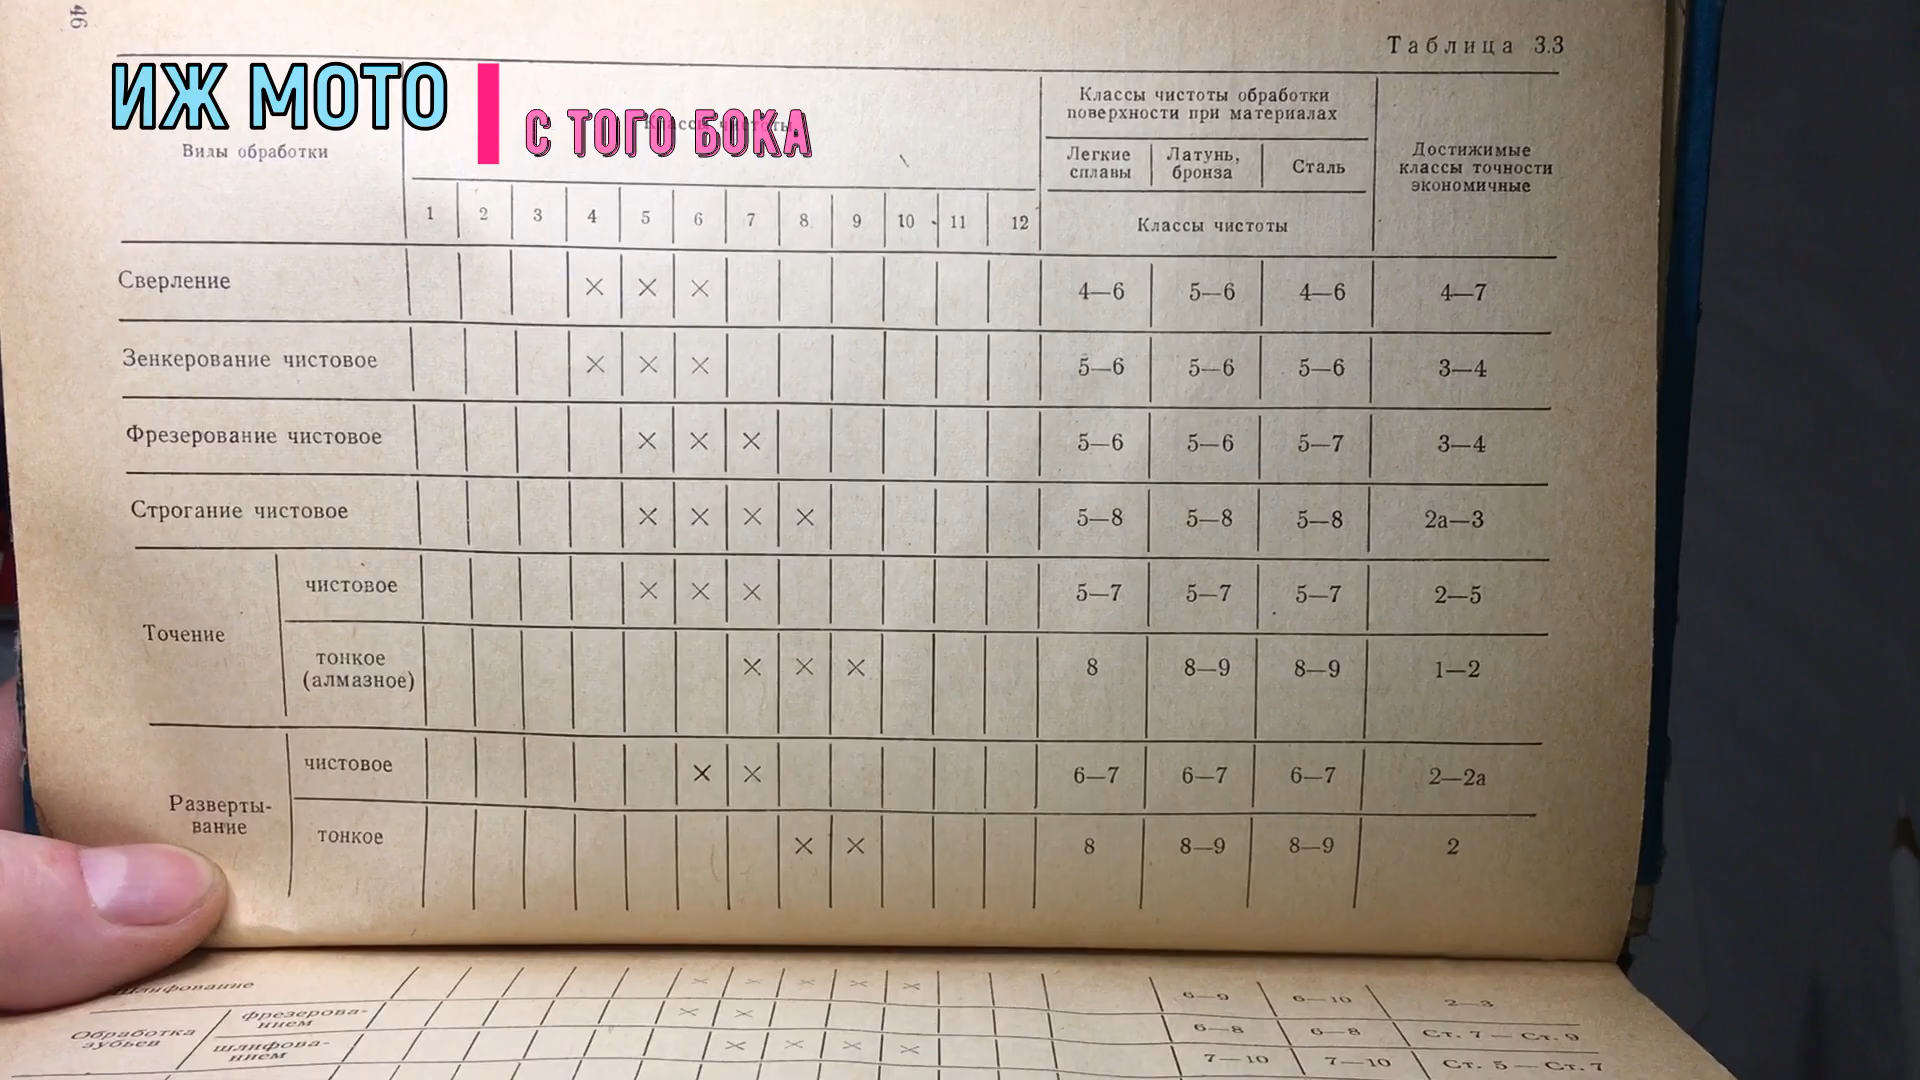 46
Таблица 3.3
ИЖ МОТО
С ТОГО БОКА
Виды обработки
Классы чистоты обработки
поверхности при материалах
Легкие
сплавы
Латунь,
бронза
Сталь
Классы чистоты
Достижимые
классы точности
экономичные
1 2 3 4 5 6 7 8 9 10 11 12
Сверление × × × 4—6 5—6 4—6 4—7
Зенкерование чистовое × × × 5—6 5—6 5—6 3—4
Фрезерование чистовое × × × 5—6 5—6 5—7 3—4
Строгание чистовое × × × × 5—8 5—8 5—8 2а—3
Точение
чистовое × × × 5—7 5—7 5—7 2—5
тонкое
(алмазное) × × × 8 8—9 8—9 1—2
Разверты-
вание
чистовое × × 6—7 6—7 6—7 2—2а
тонкое × × 8 8—9 8—9 2
Шлифование × × × × × 6—9 6—10 2—3
Обработка
зубьев
фрезерова-
нием × × 6—8 6—8 Ст. 7 — Ст. 9
шлифова-
нием × × × × 7—10 7—10 Ст. 5 — Ст. 7